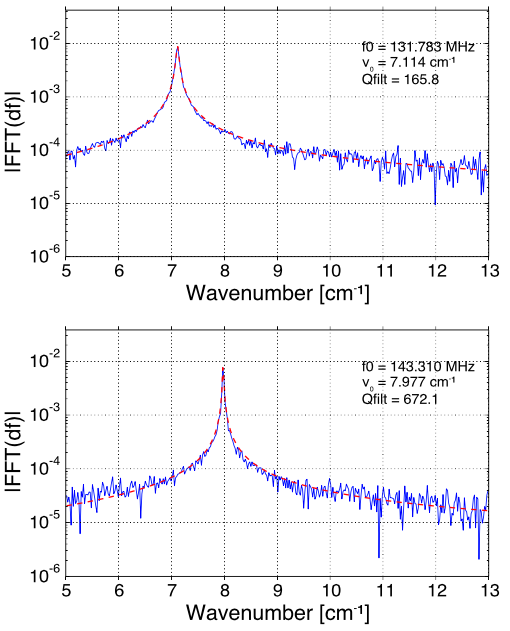 10⁻²
10⁻³
10⁻⁴
10⁻⁵
10⁻⁶
|FFT(df)|
f0 = 131.783 MHz
v₀ = 7.114 cm⁻¹
Qfilt = 165.8
5 6 7 8 9 10 11 12 13
Wavenumber [cm⁻¹]
10⁻²
10⁻³
10⁻⁴
10⁻⁵
10⁻⁶
|FFT(df)|
f0 = 143.310 MHz
v₀ = 7.977 cm⁻¹
Qfilt = 672.1
5 6 7 8 9 10 11 12 13
Wavenumber [cm⁻¹]